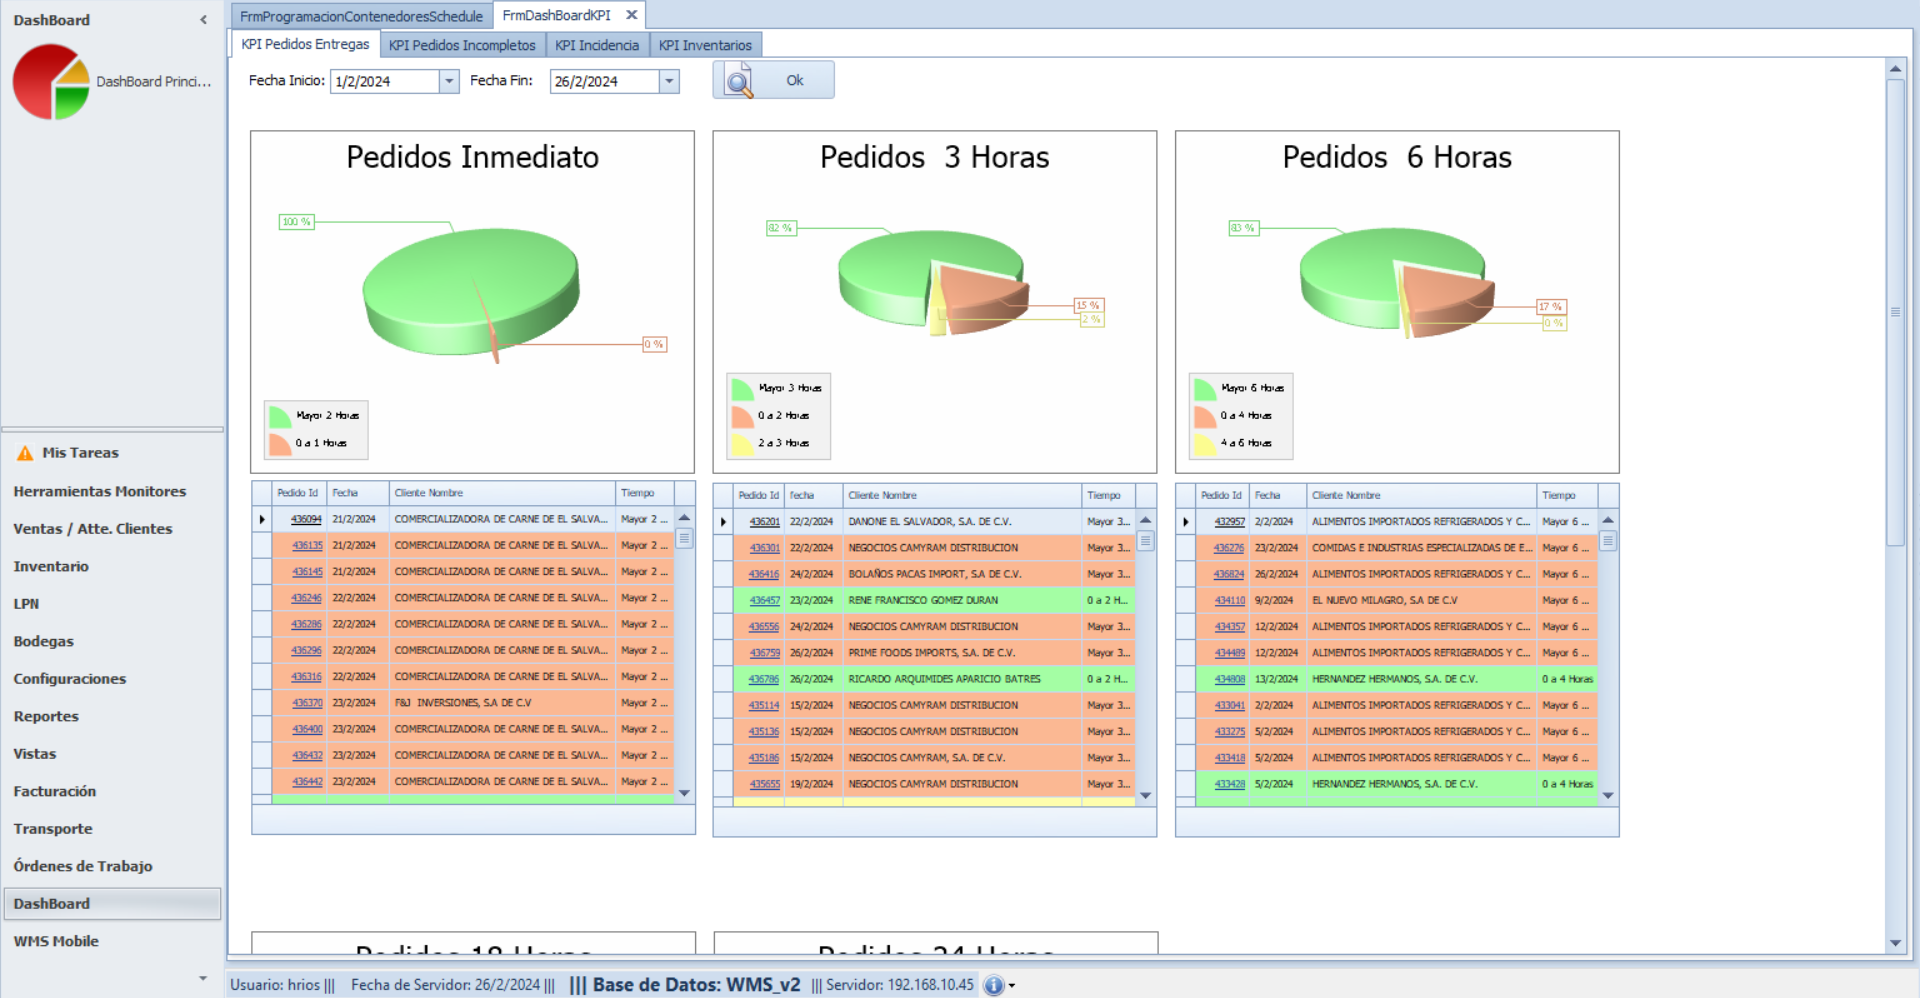 DashBoard
DashBoard Princi...
Mis Tareas
Herramientas Monitores
Ventas / Atte. Clientes
Inventario
LPN
Bodegas
Configuraciones
Reportes
Vistas
Facturación
Transporte
Órdenes de Trabajo
DashBoard
WMS Mobile
FrmProgramacionContenedoresSchedule FrmDashBoardKPI
KPI Pedidos Entregas KPI Pedidos Incompletos KPI Incidencia KPI Inventarios
Fecha Inicio: 1/2/2024 Fecha Fin: 26/2/2024 Ok
Pedidos Inmediato
100 %
0 %
Mayor 2 Horas
0 a 1 Horas
Pedido Id Fecha Cliente Nombre Tiempo
436094 21/2/2024 COMERCIALIZADORA DE CARNE DE EL SALVA... Mayor 2 ...
436135 21/2/2024 COMERCIALIZADORA DE CARNE DE EL SALVA... Mayor 2 ...
436145 21/2/2024 COMERCIALIZADORA DE CARNE DE EL SALVA... Mayor 2 ...
436246 22/2/2024 COMERCIALIZADORA DE CARNE DE EL SALVA... Mayor 2 ...
436286 22/2/2024 COMERCIALIZADORA DE CARNE DE EL SALVA... Mayor 2 ...
436296 22/2/2024 COMERCIALIZADORA DE CARNE DE EL SALVA... Mayor 2 ...
436316 22/2/2024 COMERCIALIZADORA DE CARNE DE EL SALVA... Mayor 2 ...
436370 23/2/2024 F&J INVERSIONES, S.A DE C.V Mayor 2 ...
436400 23/2/2024 COMERCIALIZADORA DE CARNE DE EL SALVA... Mayor 2 ...
436432 23/2/2024 COMERCIALIZADORA DE CARNE DE EL SALVA... Mayor 2 ...
436442 23/2/2024 COMERCIALIZADORA DE CARNE DE EL SALVA... Mayor 2 ...
Pedidos 3 Horas
82 %
15 %
2 %
Mayor 3 Horas
0 a 2 Horas
2 a 3 Horas
Pedido Id fecha Cliente Nombre Tiempo
436201 22/2/2024 DANONE EL SALVADOR, S.A. DE C.V. Mayor 3...
436301 22/2/2024 NEGOCIOS CAMYRAM DISTRIBUCION Mayor 3...
436416 24/2/2024 BOLAÑOS PACAS IMPORT, S.A DE C.V. Mayor 3...
436457 23/2/2024 RENE FRANCISCO GOMEZ DURAN 0 a 2 H...
436556 24/2/2024 NEGOCIOS CAMYRAM DISTRIBUCION Mayor 3...
436759 26/2/2024 PRIME FOODS IMPORTS, S.A. DE C.V. Mayor 3...
436786 26/2/2024 RICARDO ARQUIMIDES APARICIO BATRES 0 a 2 H...
435114 15/2/2024 NEGOCIOS CAMYRAM DISTRIBUCION Mayor 3...
435136 15/2/2024 NEGOCIOS CAMYRAM DISTRIBUCION Mayor 3...
435186 15/2/2024 NEGOCIOS CAMYRAM, S.A. DE C.V. Mayor 3...
435655 19/2/2024 NEGOCIOS CAMYRAM DISTRIBUCION Mayor 3...
Pedidos 6 Horas
83 %
17 %
0 %
Mayor 6 Horas
0 a 4 Horas
4 a 6 Horas
Pedido Id Fecha Cliente Nombre Tiempo
432957 2/2/2024 ALIMENTOS IMPORTADOS REFRIGERADOS Y C... Mayor 6 ...
436276 23/2/2024 COMIDAS E INDUSTRIAS ESPECIALIZADAS DE E... Mayor 6 ...
436824 26/2/2024 ALIMENTOS IMPORTADOS REFRIGERADOS Y C... Mayor 6 ...
434110 9/2/2024 EL NUEVO MILAGRO, S.A DE C.V Mayor 6 ...
434357 12/2/2024 ALIMENTOS IMPORTADOS REFRIGERADOS Y C... Mayor 6 ...
434489 12/2/2024 ALIMENTOS IMPORTADOS REFRIGERADOS Y C... Mayor 6 ...
434808 13/2/2024 HERNANDEZ HERMANOS, S.A. DE C.V. 0 a 4 Horas
433041 2/2/2024 ALIMENTOS IMPORTADOS REFRIGERADOS Y C... Mayor 6 ...
433275 5/2/2024 ALIMENTOS IMPORTADOS REFRIGERADOS Y C... Mayor 6 ...
433418 5/2/2024 ALIMENTOS IMPORTADOS REFRIGERADOS Y C... Mayor 6 ...
433428 5/2/2024 HERNANDEZ HERMANOS, S.A. DE C.V. 0 a 4 Horas
Pedidos 18 Horas
Pedidos 24 Horas
Usuario: hrios ||| Fecha de Servidor: 26/2/2024 ||| ||| Base de Datos: WMS_v2 ||| Servidor: 192.168.10.45